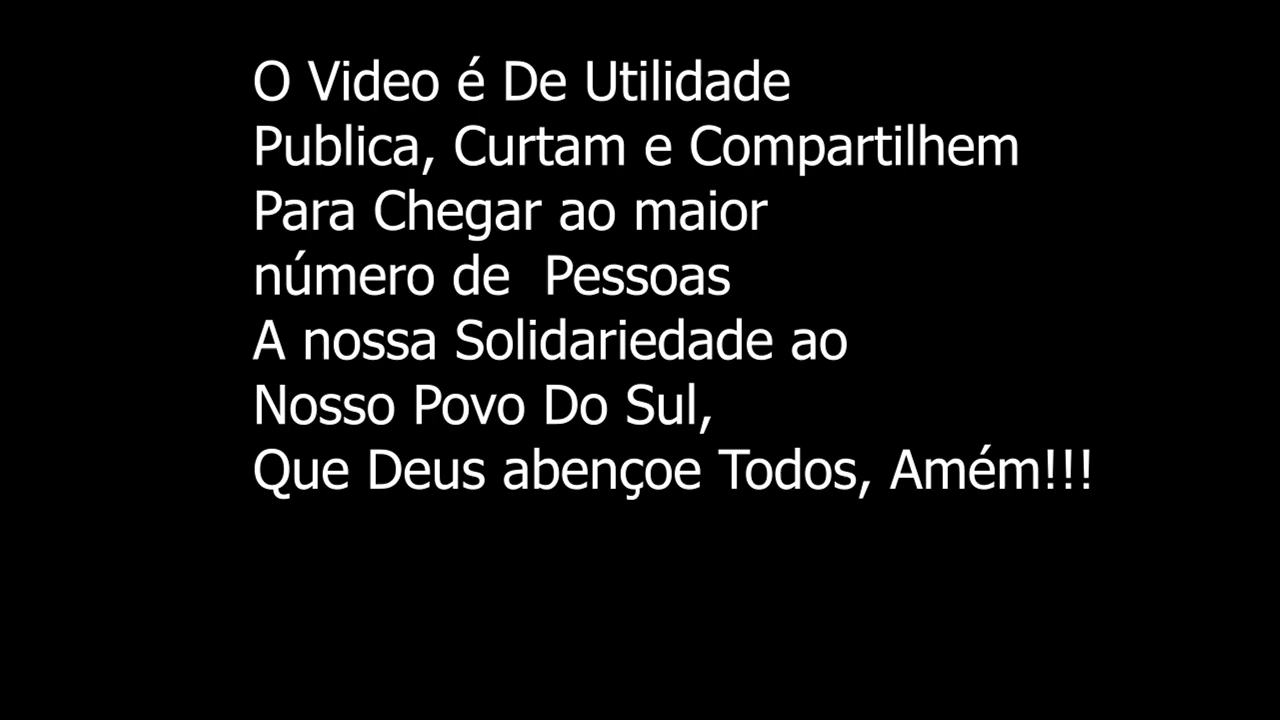 O Video é De Utilidade
Publica, Curtam e Compartilhem
Para Chegar ao maior
número de  Pessoas
A nossa Solidariedade ao
Nosso Povo Do Sul,
Que Deus abençoe Todos, Amém!!!